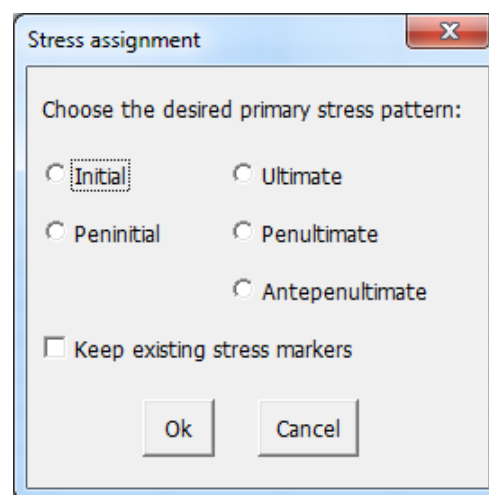 Stress assignment
Choose the desired primary stress pattern:
Initial
Ultimate
Peninitial
Penultimate
Antepenultimate
Keep existing stress markers
Ok
Cancel